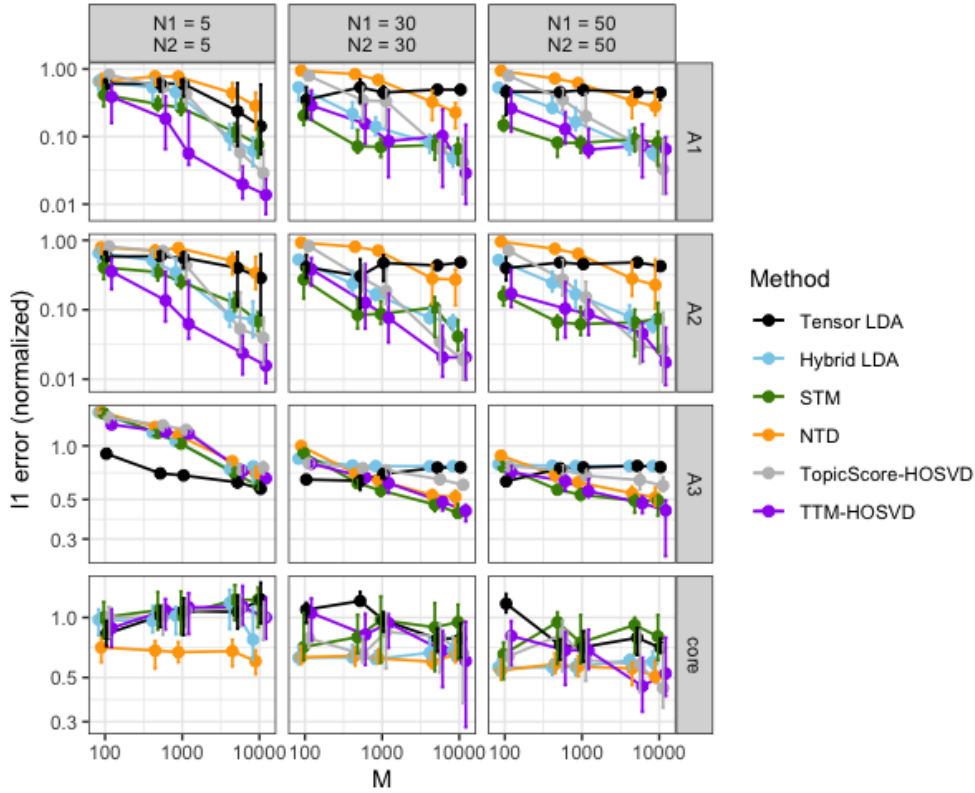 N1 = 5
N2 = 5
N1 = 30
N2 = 30
N1 = 50
N2 = 50
1.00
0.10
0.01
A1
1.00
0.10
0.01
A2
1.0
0.5
0.3
A3
1.0
0.5
0.3
core
100 1000 10000
100 1000 10000
100 1000 10000
M
l1 error (normalized)
Method
Tensor LDA
Hybrid LDA
STM
NTD
TopicScore-HOSVD
TTM-HOSVD